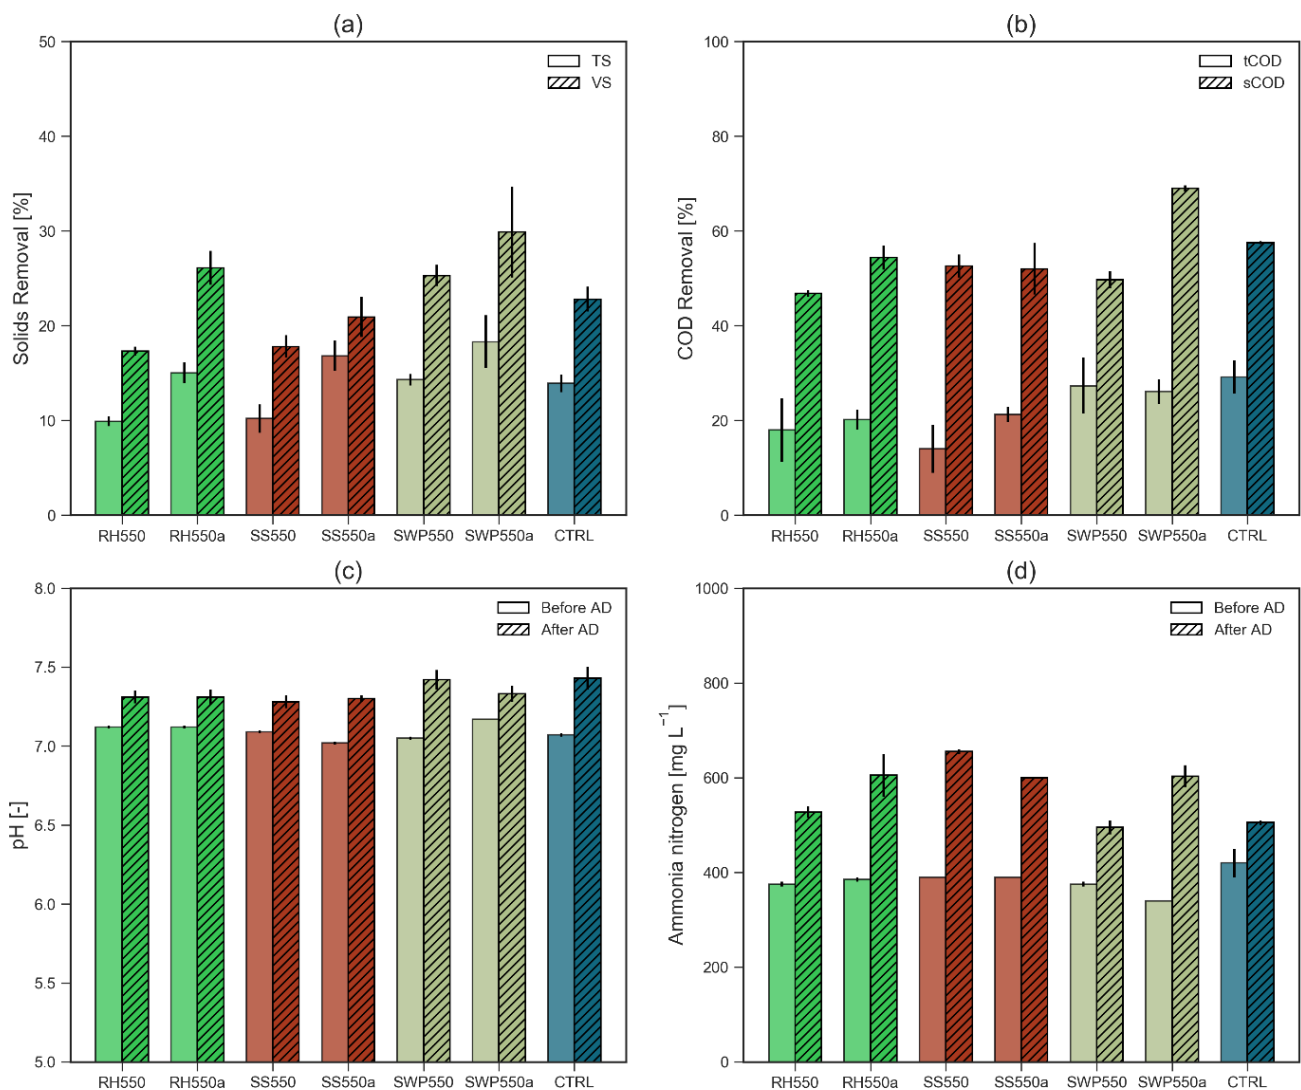 (a)
50
40
30
20
10
0
Solids Removal [%]
TS
VS
RH550 RH550a SS550 SS550a SWP550 SWP550a CTRL
(b)
100
80
60
40
20
0
COD Removal [%]
tCOD
sCOD
RH550 RH550a SS550 SS550a SWP550 SWP550a CTRL
(c)
8.0
7.5
7.0
6.5
6.0
5.5
5.0
pH [-]
Before AD
After AD
RH550 RH550a SS550 SS550a SWP550 SWP550a CTRL
(d)
1000
800
600
400
200
0
Ammonia nitrogen [mg L⁻¹]
Before AD
After AD
RH550 RH550a SS550 SS550a SWP550 SWP550a CTRL